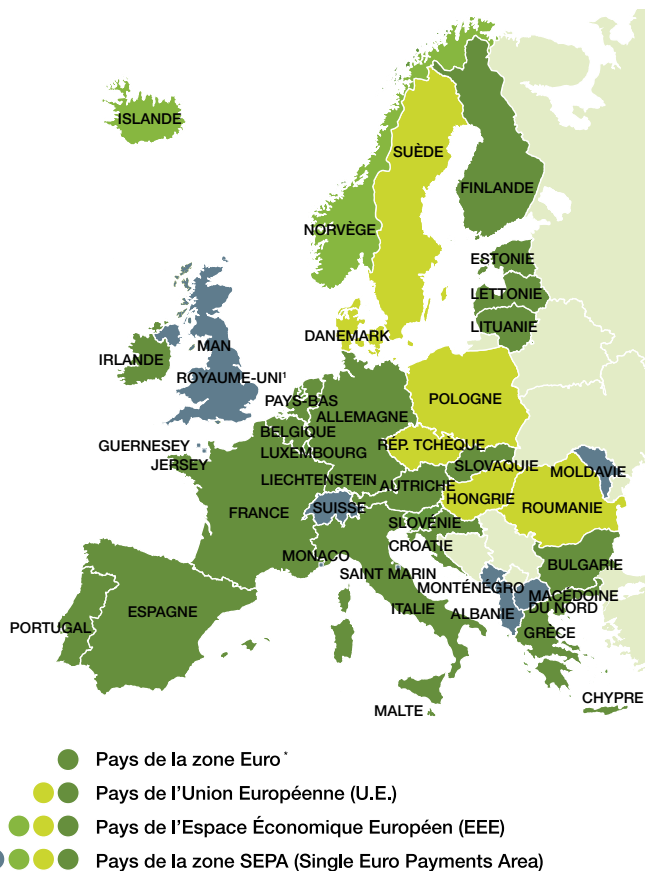 ISLANDE
SUÈDE
FINLANDE
NORVÈGE
ESTONIE
LETTONIE
LITUANIE
DANEMARK
MAN
IRLANDE
ROYAUME-UNI¹
PAYS-BAS
POLOGNE
ALLEMAGNE
BELGIQUE
RÉP. TCHÈQUE
GUERNESEY
LUXEMBOURG
JERSEY
SLOVAQUIE
MOLDAVIE
LIECHTENSTEIN
AUTRICHE
HONGRIE
FRANCE
SUISSE
ROUMANIE
SLOVÉNIE
CROATIE
MONACO
BULGARIE
SAINT MARIN
MONTÉNÉGRO
MACEDOINE
DU NORD
ESPAGNE
ITALIE
ALBANIE
PORTUGAL
GRÈCE
CHYPRE
MALTE
Pays de la zone Euro*
Pays de l'Union Européenne (U.E.)
Pays de l'Espace Économique Européen (EEE)
Pays de la zone SEPA (Single Euro Payments Area)